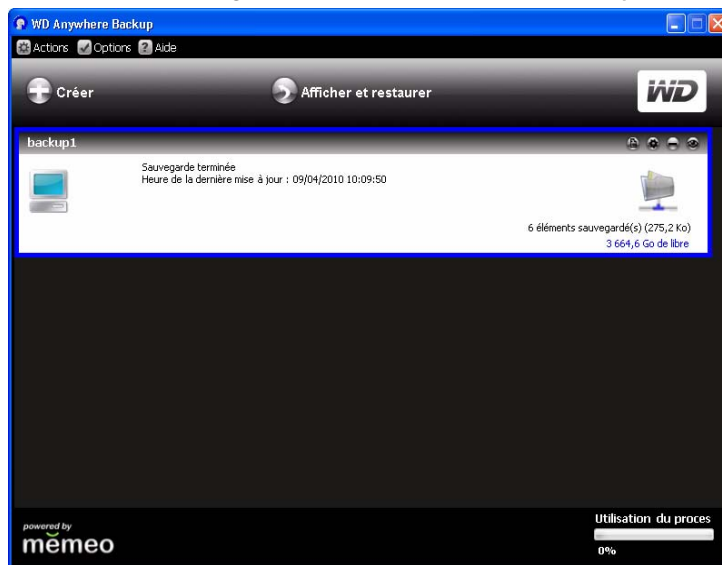 WD Anywhere Backup
Actions Options Aide
Créer
Afficher et restaurer
WD
backup1
Sauvegarde terminée
Heure de la dernière mise à jour : 09/04/2010 10:09:50
6 éléments sauvegardé(s) (275,2 Ko)
3 664,6 Go de libre
powered by
memeo
Utilisation du proces
0%